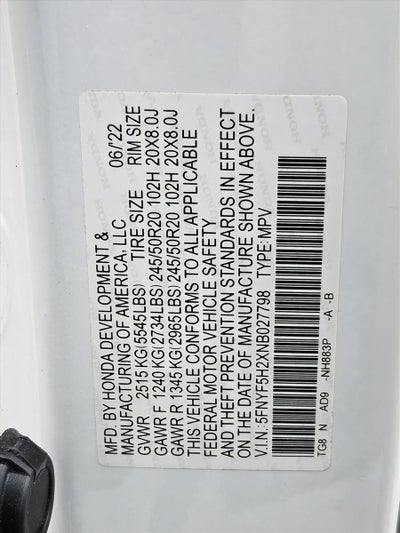 MFD. BY HONDA DEVELOPMENT &
MANUFACTURING OF AMERICA, LLC. 06/'22
GVWR 2515 KG(5545LBS) TIRE SIZE RIM SIZE
GAWR F 1240 KG(2734LBS) 245/50R20 102H 20X8.0J
GAWR R 1345 KG(2965LBS) 245/50R20 102H 20X8.0J
THIS VEHICLE CONFORMS TO ALL APPLICABLE
FEDERAL MOTOR VEHICLE SAFETY
AND THEFT PREVENTION STANDARDS IN EFFECT
ON THE DATE OF MANUFACTURE SHOWN ABOVE.
V.I.N.: 5FNYF5H2XNB027798 TYPE: MPV
TG8 N AD9 -NH883P -A -B
HONDA HONDA HONDA